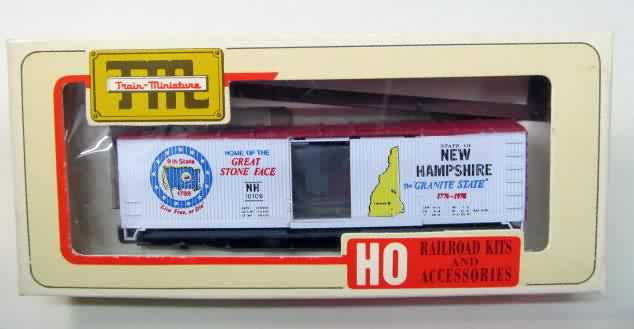 TM
Train-Miniature
9th State
1788
Live Free, or Die
HOME OF THE
GREAT
STONE FACE
NH
10109
STATE OF
NEW
HAMPSHIRE
The "GRANITE STATE"
1776-1976
HO
RAILROAD KITS
AND
ACCESSORIES